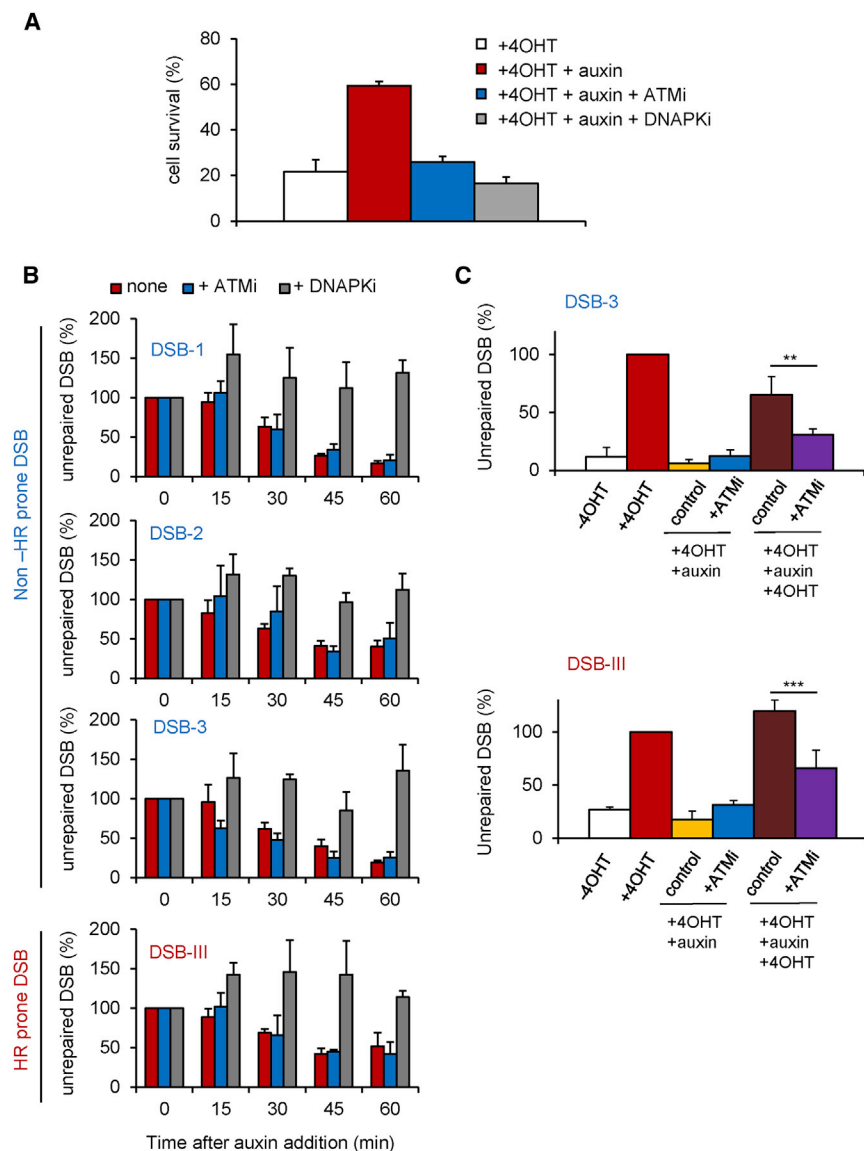 A
80
60
40
20
0
cell survival (%)
+4OHT
+4OHT + auxin
+4OHT + auxin + ATMi
+4OHT + auxin + DNAPKi
B
none + ATMi + DNAPKi
Non –HR prone DSB
DSB-1
unrepaired DSB (%)
200
150
100
50
0
0 15 30 45 60
DSB-2
unrepaired DSB (%)
200
150
100
50
0
0 15 30 45 60
DSB-3
unrepaired DSB (%)
200
150
100
50
0
0 15 30 45 60
HR prone DSB
DSB-III
unrepaired DSB (%)
200
150
100
50
0
0 15 30 45 60
Time after auxin addition (min)
C
DSB-3
Unrepaired DSB (%)
100
50
0
**
-4OHT +4OHT control +ATMi control +ATMi
+4OHT +4OHT
+auxin +auxin
+4OHT
DSB-III
Unrepaired DSB (%)
100
50
0
***
-4OHT +4OHT control +ATMi control +ATMi
+4OHT +4OHT
+auxin +auxin
+4OHT